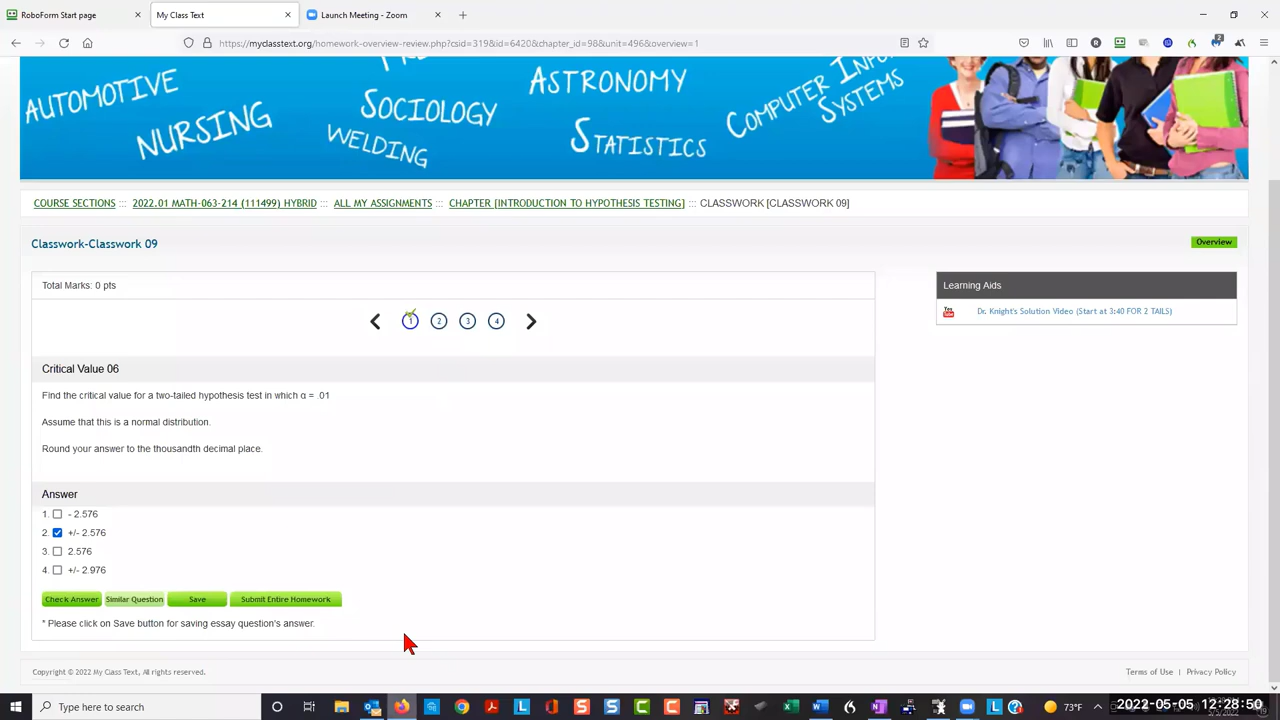 RoboForm Start page
My Class Text
Launch Meeting - Zoom
https://myclasstext.org/homework-overview-review.php?csid=319&id=6420&chapter_id=98&unit=496&overview=1
AUTOMOTIVE
NURSING
SOCIOLOGY
WELDING
ASTRONOMY
STATISTICS
COMPUTER INFO
SYSTEMS
COURSE SECTIONS ::: 2022.01 MATH-063-214 (111499) HYBRID ::: ALL MY ASSIGNMENTS ::: CHAPTER [INTRODUCTION TO HYPOTHESIS TESTING] ::: CLASSWORK [CLASSWORK 09]
Classwork-Classwork 09
Overview
Total Marks: 0 pts
Learning Aids
1 2 3 4
You Tube
Dr. Knight's Solution Video (Start at 3:40 FOR 2 TAILS)
Critical Value 06
Find the critical value for a two-tailed hypothesis test in which α = .01
Assume that this is a normal distribution.
Round your answer to the thousandth decimal place.
Answer
1. - 2.576
2. +/- 2.576
3. 2.576
4. +/- 2.976
Check Answer Similar Question Save Submit Entire Homework
* Please click on Save button for saving essay question's answer.
Copyright © 2022 My Class Text, All rights reserved.
Terms of Use | Privacy Policy
Type here to search
73°F
2022-05-05 12:28:50